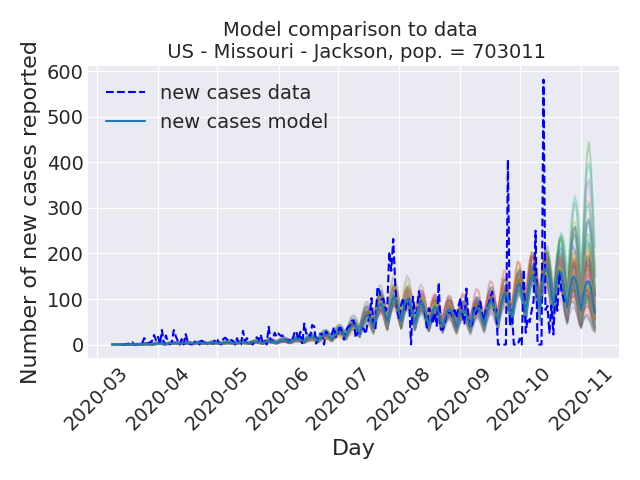 Model comparison to data
US - Missouri - Jackson, pop. = 703011
Number of new cases reported
600
500
400
300
200
100
0
new cases data
new cases model
2020-03
2020-04
2020-05
2020-06
2020-07
2020-08
2020-09
2020-10
2020-11
Day